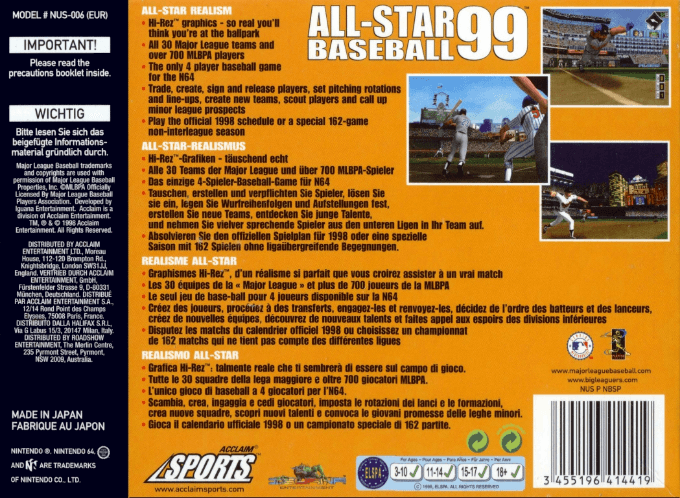 MODEL # NUS-006 (EUR)
IMPORTANT!
Please read the
precautions booklet inside.
WICHTIG
Bitte lesen Sie sich das
beigefügte Informations-
material gründlich durch.
Major League Baseball trademarks
and copyrights are used with
permission of Major League Baseball
Properties, Inc. ©MLBPA Officially
Licensed By Major League Baseball
Players Association. Developed by
Iguana Entertainment. Acclaim is a
division of Acclaim Entertainment.
TM, ® & © 1998 Acclaim
Entertainment. All Rights Reserved.
DISTRIBUTED BY ACCLAIM
ENTERTAINMENT LTD., Moreau
House, 112-120 Brompton Rd.,
Knightsbridge, London SW31JJ,
England. VERTRIEB DURCH ACCLAIM
ENTERTAINMENT, GmbH,
Fürstenfelder Strasse 9, D-80331
München, Deutschland. DISTRIBUÉ
PAR ACCLAIM ENTERTAINMENT S.A.,
12/14 Rond Point des Champs
Elysees, 75008 Paris, France.
DISTRIBUITO DALLA HALIFAX S.R.L.,
Via G Labus 15/3, 20147 Milan, Italy.
DISTRIBUTED BY ROADSHOW
ENTERTAINMENT, The Merlin Centre,
235 Pyrmont Street, Pyrmont,
NSW 2009, Australia.
MADE IN JAPAN
FABRIQUE AU JAPON
NINTENDO ®, NINTENDO 64,
AND ARE TRADEMARKS
OF NINTENDO CO., LTD.
ALL-STAR REALISM
• Hi-Rez™ graphics - so real you'll
think you're at the ballpark
• All 30 Major League teams and
over 700 MLBPA players
• The only 4 player baseball game
for the N64
• Trade, create, sign and release players, set pitching rotations
and line-ups, create new teams, scout players and call up
minor league prospects
• Play the official 1998 schedule or a special 162-game
non-interleague season
ALL-STAR-REALISMUS
• Hi-Rez™-Grafiken - täuschend echt
• Alle 30 Teams der Major League und über 700 MLBPA-Spieler
• Das einzige 4-Spieler-Baseball-Game für N64
• Tauschen, erstellen und verpflichten Sie Spieler, lösen Sie
sie ein, legen Sie Wurfreihenfolgen und Aufstellungen fest,
erstellen Sie neue Teams, entdecken Sie junge Talente,
und nehmen Sie vielver sprechende Spieler aus den unteren Ligen in Ihr Team auf.
• Absolvieren Sie den offiziellen Spielplan für 1998 oder eine spezielle
Saison mit 162 Spielen ohne ligaübergreifende Begegnungen.
REALISME ALL-STAR
• Graphismes Hi-Rez™, d'un réalisme si parfait que vous croirez assister à un vrai match
• Les 30 équipes de la « Major League » et plus de 700 joueurs de la MLBPA
• Le seul jeu de base-ball pour 4 joueurs disponible sur la N64
• Créez des joueurs, procédez à des transferts, engagez-les et renvoyez-les, décidez de l'ordre des batteurs et des lanceurs,
créez de nouvelles équipes, découvrez de nouveaux talents et faites appel aux espoirs des divisions inférieures
• Disputez les matchs du calendrier officiel 1998 ou choisissez un championnat
de 162 matchs qui ne tient pas compte des différentes ligues
REALISMO ALL-STAR
• Grafica Hi-Rez™: talmente reale che ti sembrerà di essere sul campo di gioco.
• Tutte le 30 squadre della lega maggiore e oltre 700 giocatori MLBPA.
• L'unico gioco di baseball a 4 giocatori per l'N64.
• Scambia, crea, ingaggia e cedi giocatori, imposta le rotazioni dei lanci e le formazioni,
crea nuove squadre, scopri nuovi talenti e convoca le giovani promesse delle leghe minori.
• Gioca il calendario ufficiale 1998 o un campionato speciale di 162 partite.
ALL-STAR
BASEBALL 99™
www.majorleaguebaseball.com
www.bigleaguers.com
NUS P NBSP
ACCLAIM®
SPORTS™
www.acclaimsports.com
ELSPA: 3-10 11-14 15-17 18+
© 1998, ELSPA. ALL RIGHTS RESERVED
3 455196 414419